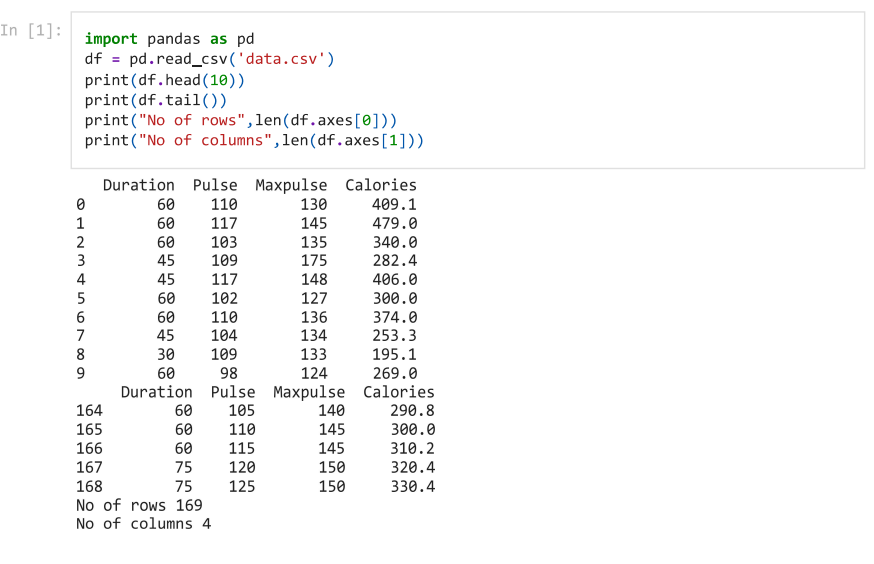 In [1]:
import pandas as pd
df = pd.read_csv('data.csv')
print(df.head(10))
print(df.tail())
print("No of rows",len(df.axes[0]))
print("No of columns",len(df.axes[1]))
   Duration  Pulse  Maxpulse  Calories
0        60    110       130     409.1
1        60    117       145     479.0
2        60    103       135     340.0
3        45    109       175     282.4
4        45    117       148     406.0
5        60    102       127     300.0
6        60    110       136     374.0
7        45    104       134     253.3
8        30    109       133     195.1
9        60     98       124     269.0
     Duration  Pulse  Maxpulse  Calories
164        60    105       140     290.8
165        60    110       145     300.0
166        60    115       145     310.2
167        75    120       150     320.4
168        75    125       150     330.4
No of rows 169
No of columns 4